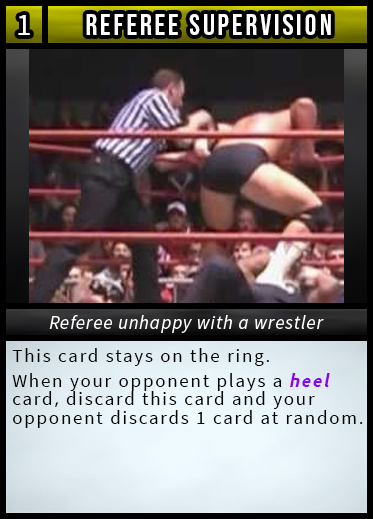 1 REFEREE SUPERVISION
Referee unhappy with a wrestler
This card stays on the ring.
When your opponent plays a heel
card, discard this card and your
opponent discards 1 card at random.